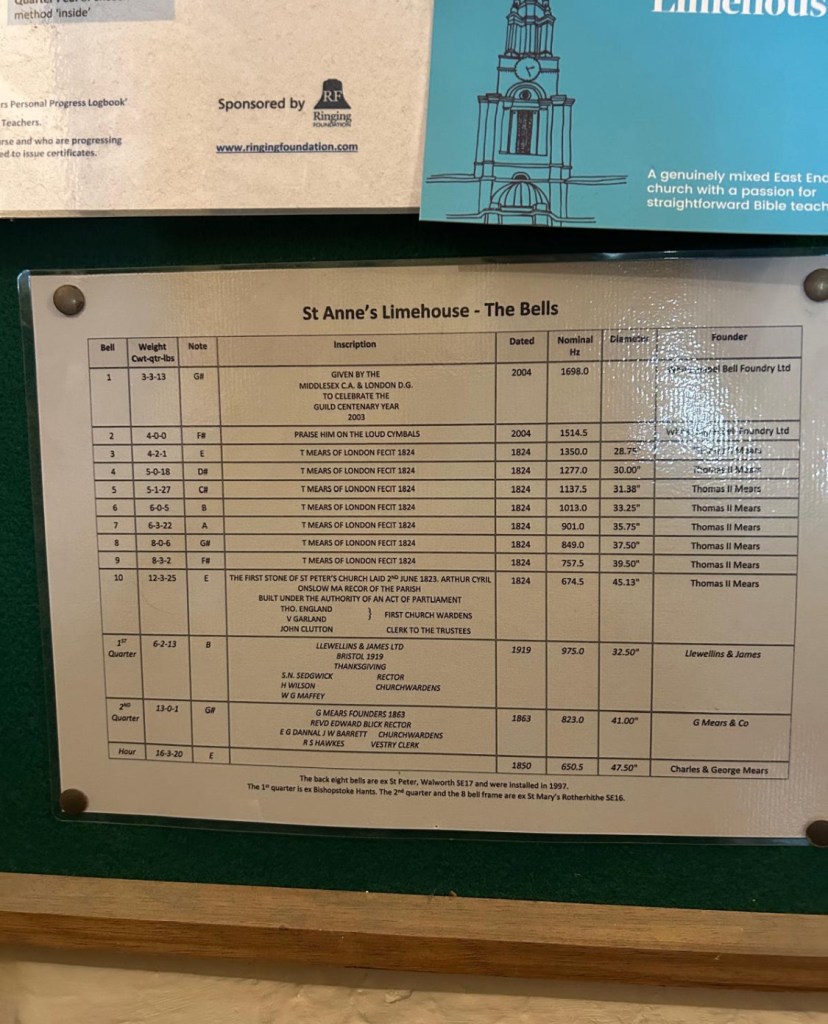 Quarter
method 'inside'
rs Personal Progress Logbook'
Teachers.
rse and who are progressing
ed to issue certificates.
Sponsored by
RF
Ringing
FOUNDATION
www.ringingfoundation.com
Limehous
A genuinely mixed East End
church with a passion for
straightforward Bible teach
St Anne's Limehouse - The Bells
Bell Weight Note Inscription Dated Nominal Diameter Founder
Cwt-qtr-lbs Hz
1 3-3-13 G# GIVEN BY THE 2004 1698.0 Bell Foundry Ltd
MIDDLESEX C.A. & LONDON D.G.
TO CELEBRATE THE
GUILD CENTENARY YEAR
2003
2 4-0-0 F# PRAISE HIM ON THE LOUD CYMBALS 2004 1514.5 Foundry Ltd
3 4-2-1 E T MEARS OF LONDON FECIT 1824 1824 1350.0 28.75" Thomas II Mears
4 5-0-18 D# T MEARS OF LONDON FECIT 1824 1824 1277.0 30.00" Thomas II Mears
5 5-1-27 C# T MEARS OF LONDON FECIT 1824 1824 1137.5 31.38" Thomas II Mears
6 6-0-5 B T MEARS OF LONDON FECIT 1824 1824 1013.0 33.25" Thomas II Mears
7 6-3-22 A T MEARS OF LONDON FECIT 1824 1824 901.0 35.75" Thomas II Mears
8 8-0-6 G# T MEARS OF LONDON FECIT 1824 1824 849.0 37.50" Thomas II Mears
9 8-3-2 F# T MEARS OF LONDON FECIT 1824 1824 757.5 39.50" Thomas II Mears
10 12-3-25 E THE FIRST STONE OF ST PETER'S CHURCH LAID 2ND JUNE 1823. ARTHUR CYRIL 1824 674.5 45.13" Thomas II Mears
ONSLOW MA RECOR OF THE PARISH
BUILT UNDER THE AUTHORITY OF AN ACT OF PARTLIAMENT
THO. ENGLAND
V GARLAND } FIRST CHURCH WARDENS
JOHN CLUTTON CLERK TO THE TRUSTEES
1ST Quarter 6-2-13 B LLEWELLINS & JAMES LTD 1919 975.0 32.50" Llewellins & James
BRISTOL 1919
THANKSGIVING
S.N. SEDGWICK RECTOR
H WILSON CHURCHWARDENS
W G MAFFEY
2ND Quarter 13-0-1 G# G MEARS FOUNDERS 1863 1863 823.0 41.00" G Mears & Co
REVD EDWARD BLICK RECTOR
E G DANNAL J W BARRETT CHURCHWARDENS
R S HAWKES VESTRY CLERK
Hour 16-3-20 E 1850 650.5 47.50" Charles & George Mears
The back eight bells are ex St Peter, Walworth SE17 and were installed in 1997.
The 1st quarter is ex Bishopstoke Hants. The 2nd quarter and the 8 bell frame are ex St Mary's Rotherhithe SE16.